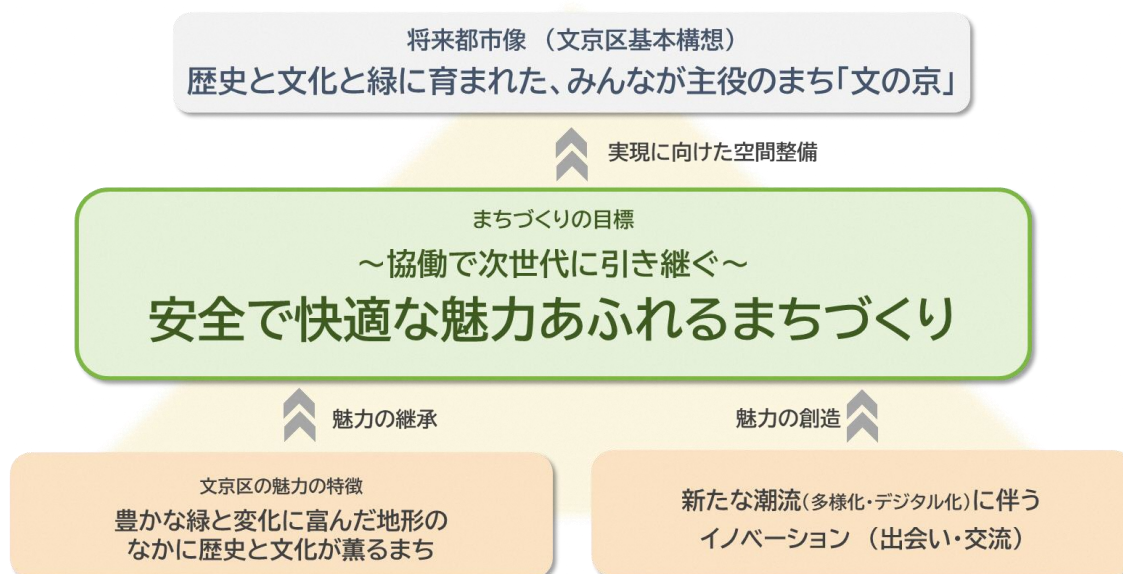 将来都市像 （文京区基本構想）
歴史と文化と緑に育まれた、みんなが主役のまち「文の京」
実現に向けた空間整備
まちづくりの目標
～協働で次世代に引き継ぐ～
安全で快適な魅力あふれるまちづくり
魅力の継承
魅力の創造
文京区の魅力の特徴
豊かな緑と変化に富んだ地形の
なかに歴史と文化が薫るまち
新たな潮流(多様化・デジタル化)に伴う
イノベーション （出会い・交流）